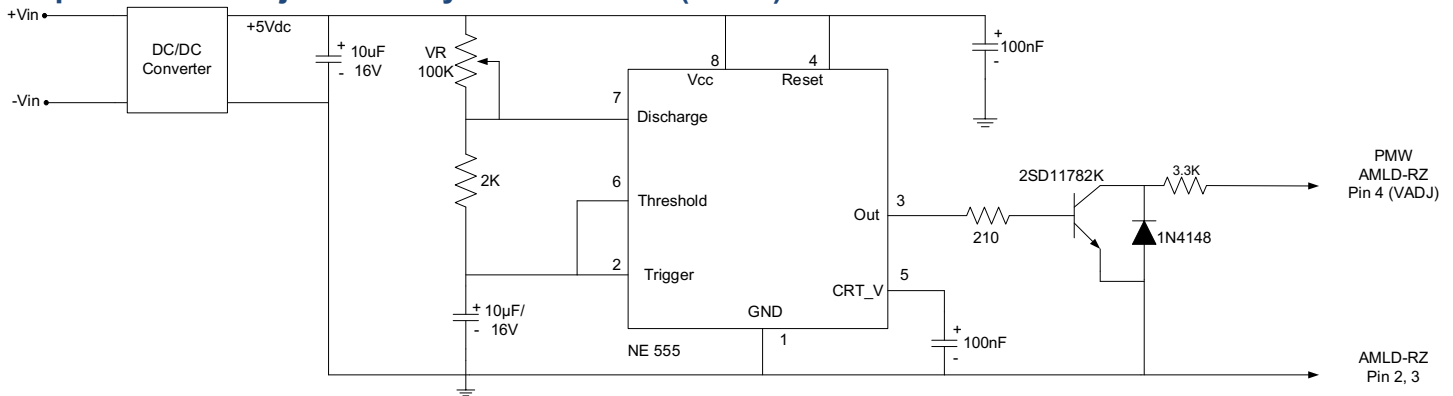 +Vin
-Vin
DC/DC
Converter
+5Vdc
+
10uF
-
16V
VR
100K
2K
+ 10µF/
- 16V
7
Discharge
6
Threshold
2
Trigger
8
Vcc
4
Reset
3
Out
5
CRT_V
GND
1
NE 555
+
100nF
-
+
100nF
-
210
2SD11782K
3.3K
1N4148
PMW
AMLD-RZ
Pin 4 (VADJ)
AMLD-RZ
Pin 2, 3